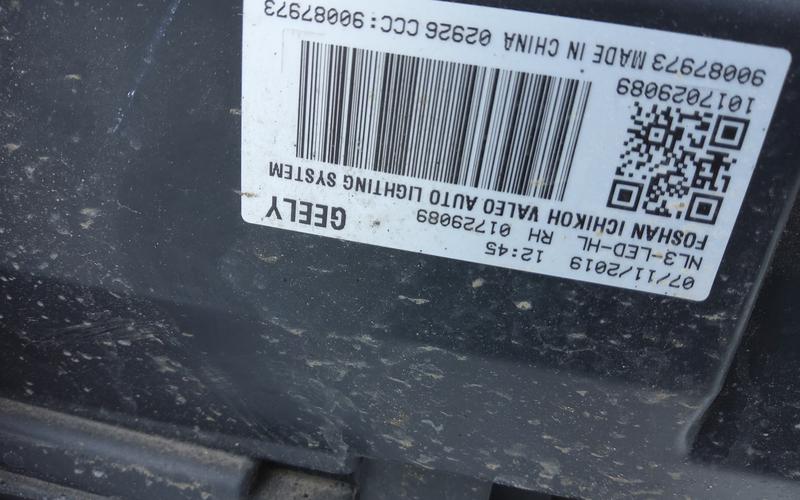 07/11/2019 12:45
NL3-LED-HL RH 01729089
FOSHAN ICHIKOH VALEO AUTO LIGHTING SYSTEM
GEELY
1017029089
90087973 MADE IN CHINA 02926 CCC: 90087973